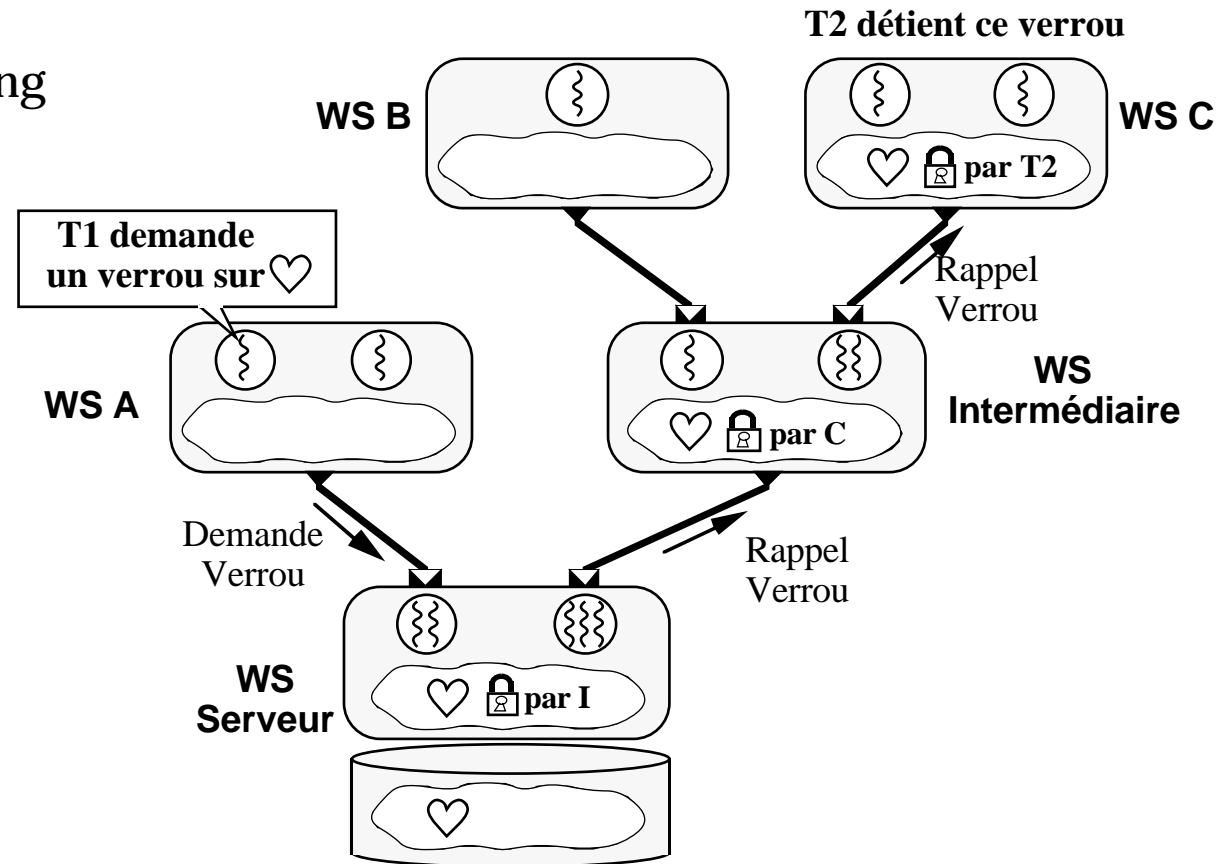 T2 détient ce verrou
ng
WS B
WS C
par T2
T1 demande
un verrou sur
Rappel
Verrou
WS A
WS
Intermédiaire
par C
Demande
Verrou
Rappel
Verrou
WS
Serveur
par I